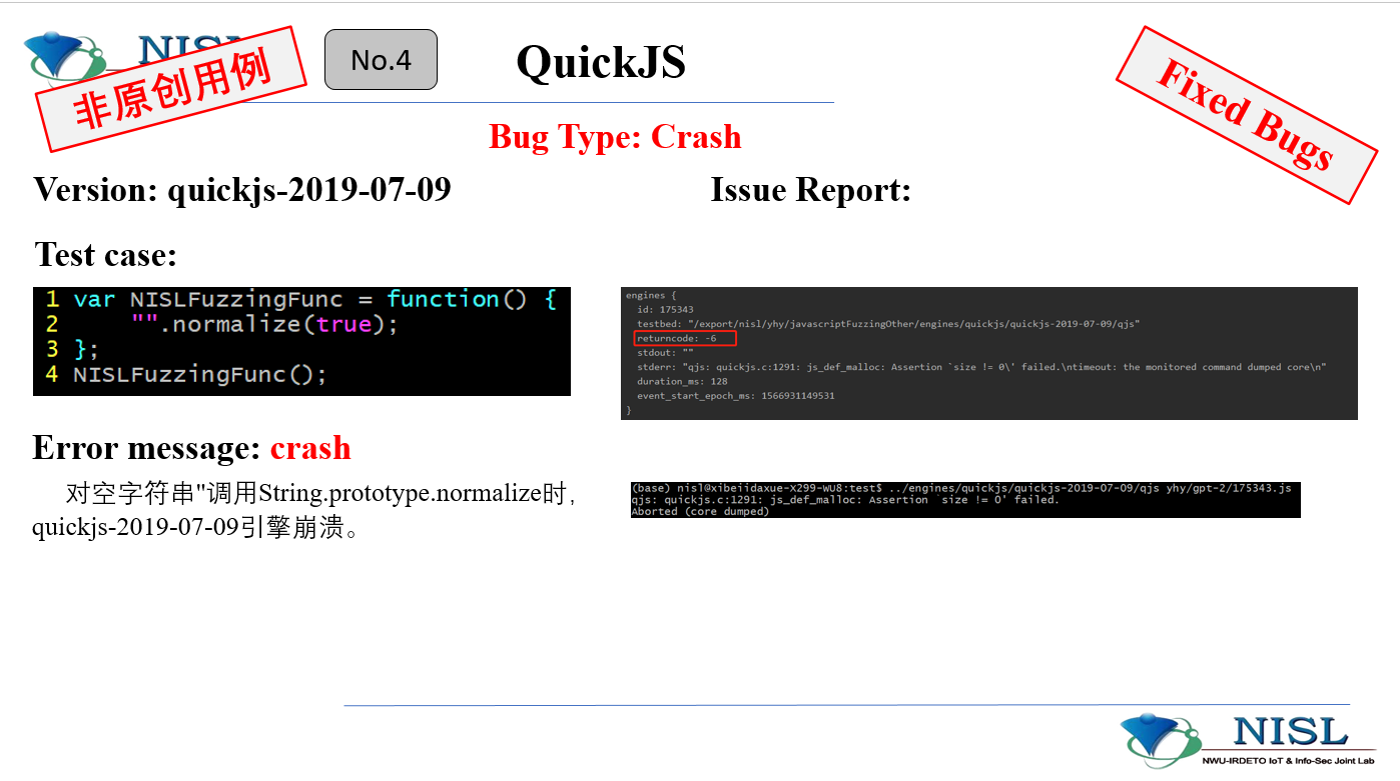 NISL
非原创用例
No.4
QuickJS
Fixed Bugs
Bug Type: Crash
Version: quickjs-2019-07-09
Issue Report:
Test case:
1 var NISLFuzzingFunc = function() {
2     "".normalize(true);
3 };
4 NISLFuzzingFunc();
engines {
id: 175343
testbed: "/export/nisl/yhy/javascriptFuzzingOther/engines/quickjs/quickjs-2019-07-09/qjs"
returncode: -6
stdout: ""
stderr: "qjs: quickjs.c:1291: js_def_malloc: Assertion `size != 0\' failed.\ntimeout: the monitored command dumped core\n"
duration_ms: 128
event_start_epoch_ms: 1566931149531
}
Error message: crash
对空字符串"调用String.prototype.normalize时，
quickjs-2019-07-09引擎崩溃。
(base) nisl@xibeiidaxue-X299-WU8:test$ ../engines/quickjs/quickjs-2019-07-09/qjs yhy/gpt-2/175343.js
qjs: quickjs.c:1291: js_def_malloc: Assertion `size != 0' failed.
Aborted (core dumped)
NISL
NWU-IRDETO IoT & Info-Sec Joint Lab